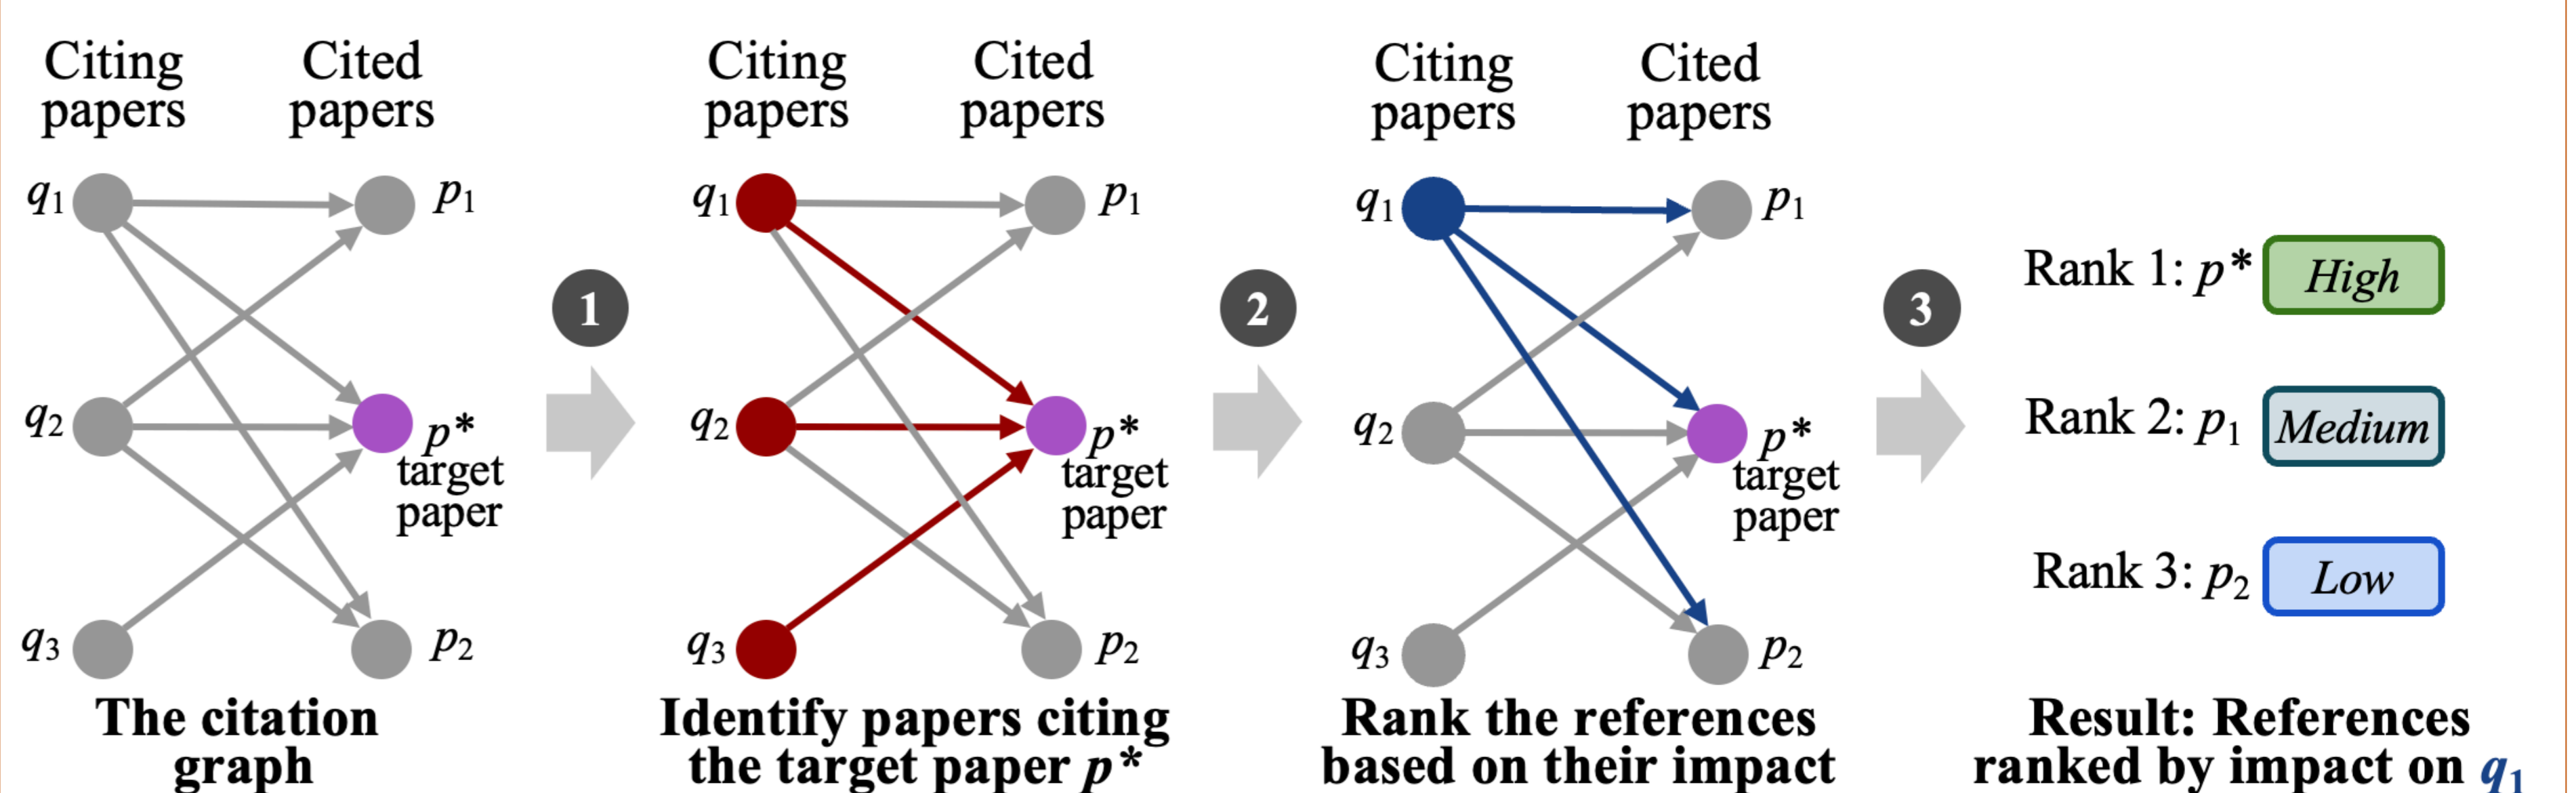 Citing papers
Cited papers
q1
p1
q2
p*
target
paper
q3
p2
The citation
graph
1
Citing papers
Cited papers
q1
p1
q2
p*
target
paper
q3
p2
Identify papers citing
the target paper p*
2
Citing papers
Cited papers
q1
p1
q2
p*
target
paper
q3
p2
Rank the references
based on their impact
3
Rank 1: p* High
Rank 2: p1 Medium
Rank 3: p2 Low
Result: References
ranked by impact on q1